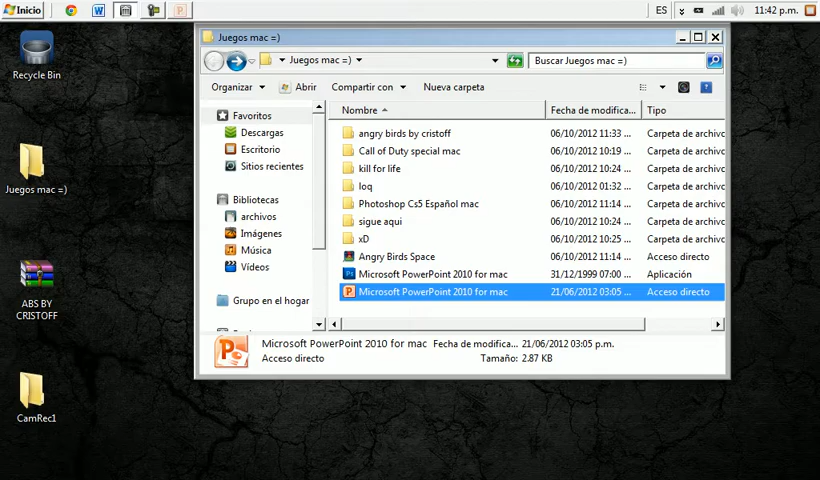 Inicio
ES
11:42 p.m.
Recycle Bin
Juegos mac =)
ABS BY
CRISTOFF
CamRec1
Juegos mac =)
Juegos mac =)
Buscar Juegos mac =)
Organizar
Abrir
Compartir con
Nueva carpeta
Favoritos
Descargas
Escritorio
Sitios recientes
Bibliotecas
archivos
Imágenes
Música
Vídeos
Grupo en el hogar
Nombre Fecha de modifica... Tipo
angry birds by cristoff 06/10/2012 11:33 ... Carpeta de archivo
Call of Duty special mac 06/10/2012 10:19 ... Carpeta de archivo
kill for life 06/10/2012 10:24 ... Carpeta de archivo
loq 06/10/2012 01:32 ... Carpeta de archivo
Photoshop Cs5 Español mac 06/10/2012 11:14 ... Carpeta de archivo
sigue aqui 06/10/2012 10:24 ... Carpeta de archivo
xD 06/10/2012 10:25 ... Carpeta de archivo
Angry Birds Space 06/10/2012 11:14 ... Acceso directo
Microsoft PowerPoint 2010 for mac 31/12/1999 07:00 ... Aplicación
Microsoft PowerPoint 2010 for mac 21/06/2012 03:05 ... Acceso directo
Microsoft PowerPoint 2010 for mac Fecha de modifica... 21/06/2012 03:05 p.m.
Acceso directo Tamaño: 2.87 KB